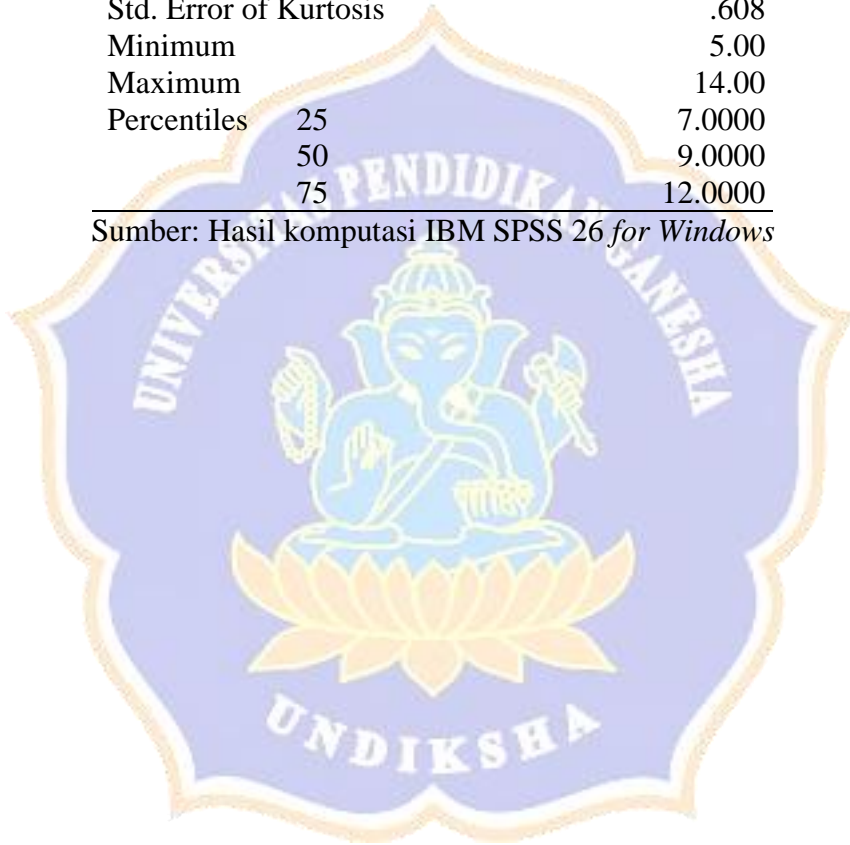 Std. Error of Kurtosis .608
Minimum 5.00
Maximum 14.00
Percentiles 25 7.0000
50 9.0000
75 12.0000
Sumber: Hasil komputasi IBM SPSS 26 for Windows
UNIVERSITAS PENDIDIKAN GANESHA
UNDIKSHA